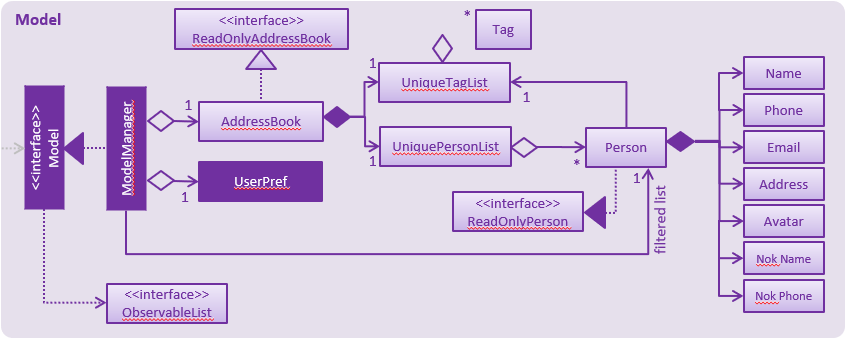 Model
<<interface>>
ReadOnlyAddressBook
*
Tag
<<interface>>
Model
ModelManager
1
AddressBook
1
UniqueTagList
1
1
UniquePersonList
*
Person
1
1
UserPref
<<interface>>
ReadOnlyPerson
filtered list
<<interface>>
ObservableList
Name
Phone
Email
Address
Avatar
Nok Name
Nok Phone